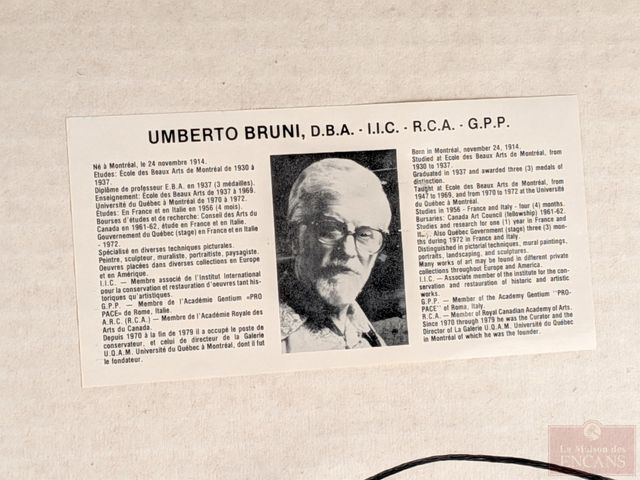 UMBERTO BRUNI, D.B.A. - I.I.C. - R.C.A. - G.P.P.
Né à Montréal, le 24 novembre 1914.
Etudes: École des Beaux Arts de Montréal de 1930 à
1937.
Diplôme de professeur E.B.A. en 1937 (3 médailles).
Enseignement: École des Beaux Arts de 1937 à 1969.
Université du Québec à Montréal de 1970 à 1972.
Études: En France et en Italie en 1956 (4 mois).
Bourses d'études et de recherche: Conseil des Arts du
Canada en 1961-62, étude en France et en Italie.
Gouvernement du Québec (stage) en France et en Italie
- 1972.
Spécialisé en diverses techniques picturales.
Peintre, sculpteur, muraliste, portraitiste, paysagiste.
Oeuvres placées dans diverses collections en Europe
et en Amérique.
I.I.C. — Membre associé de l'Institut International
pour la conservation et restauration d'oeuvres tant his-
toriques qu'artistiques.
G.P.P. — Membre de l'Académie Gentium «PRO
PACE» de Rome, Italie.
A.R.C. (R.C.A.) — Membre de l'Académie Royale des
Arts du Canada.
Depuis 1970 à la fin de 1979 il a occupé le poste de
conservateur, et celui de directeur de la Galerie
U.Q.A.M. Université du Québec à Montréal, dont il fut
le fondateur.
Born in Montréal, november 24, 1914.
Studied at École des Beaux Arts de Montréal, from
1930 to 1937.
Graduated in 1937 and awarded three (3) medals of
distinction.
Taught at École des Beaux Arts de Montréal, from
1947 to 1969, and from 1970 to 1972 at the Université
du Québec à Montréal.
Studies in 1956 - France and Italy - four (4) months.
Bursaries: Canada Art Council (fellowship) 1961-62.
Studies and research for one (1) year in France and
Also Québec Government (stage) three (3) mon-
ths during 1972 in France and Italy.
Distinguished in pictorial techniques, mural paintings,
portraits, landscaping, and sculptures.
Many works of art may be found in different private
collections throughout Europe and America.
I.I.C. — Associate member of the institute for the con-
servation and restauration of historic and artistic
works.
G.P.P. — Member of the Academy Gentium "PRO-
PACE" of Roma, Italy.
R.C.A. — Member of Royal Canadian Academy of Arts.
Since 1970 through 1979 he was the Curator and the
Director of La Galerie U.Q.A.M. Université du Québec
in Montréal of which he was the founder.
La Maison des
ENCANS